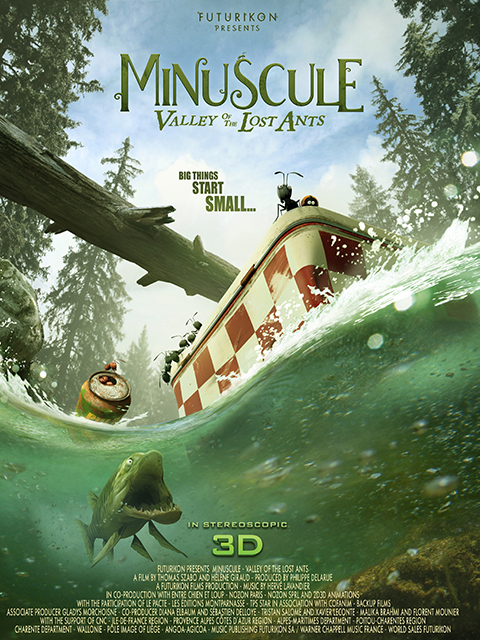 FUTURIKON
PRESENTS
MINUSCULE
VALLEY OF THE LOST ANTS
BIG THINGS
START
SMALL...
IN STEREOSCOPIC
3D
FUTURIKON PRESENTS MINUSCULE - VALLEY OF THE LOST ANTS
A FILM BY THOMAS SZABO AND HÉLÈNE GIRAUD - PRODUCED BY PHILIPPE DELARUE
A FUTURIKON FILMS PRODUCTION - MUSIC BY HERVÉ LAVANDIER
IN CO-PRODUCTION WITH ENTRE CHIEN ET LOUP - NOZON PARIS - NOZON SPRL AND 2D3D ANIMATIONS
WITH THE PARTICIPATION OF LE PACTE - LES EDITIONS MONTPARNASSE - TPS STAR IN ASSOCIATION WITH COFANIM - BACKUP FILMS
ASSOCIATE PRODUCER GLADYS MORCHOISNE - CO-PRODUCER DIANA ELBAUM AND SEBASTIEN DELLOYE - TRISTAN SALOMÉ AND XAVIER LECONTE - MALIKA BRAHMI AND FLORENT MOUNIER
WITH THE SUPPORT OF CNC - ILE-DE-FRANCE REGION - PROVENCE ALPES CÔTES D'AZUR REGION - ALPES-MARITIMES DEPARTMENT - POITOU-CHARENTES REGION
CHARENTE DEPARTMENT - WALLONIE - PÔLE IMAGE DE LIÈGE - ANGOA-AGICOA - MUSIC PUBLISHING FUTURIKON SA / WARNER CHAPPELL MUSIC FRANCE - WORLD SALES FUTURIKON